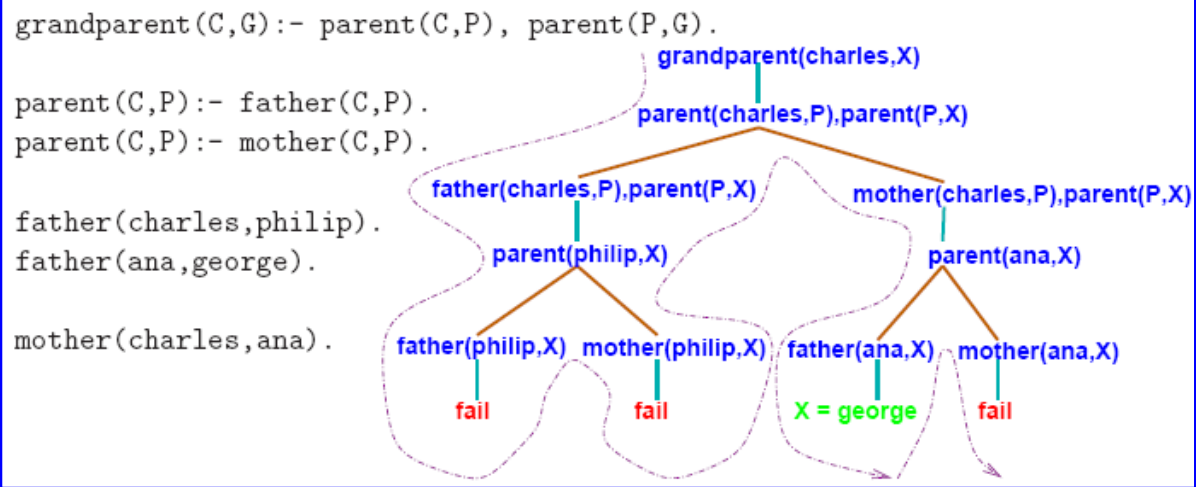 grandparent(C,G):- parent(C,P), parent(P,G).
parent(C,P):- father(C,P).
parent(C,P):- mother(C,P).
father(charles,philip).
father(ana,george).
mother(charles,ana).
grandparent(charles,X)
parent(charles,P),parent(P,X)
father(charles,P),parent(P,X)
mother(charles,P),parent(P,X)
parent(philip,X)
parent(ana,X)
father(philip,X)
mother(philip,X)
father(ana,X)
mother(ana,X)
fail
fail
X = george
fail